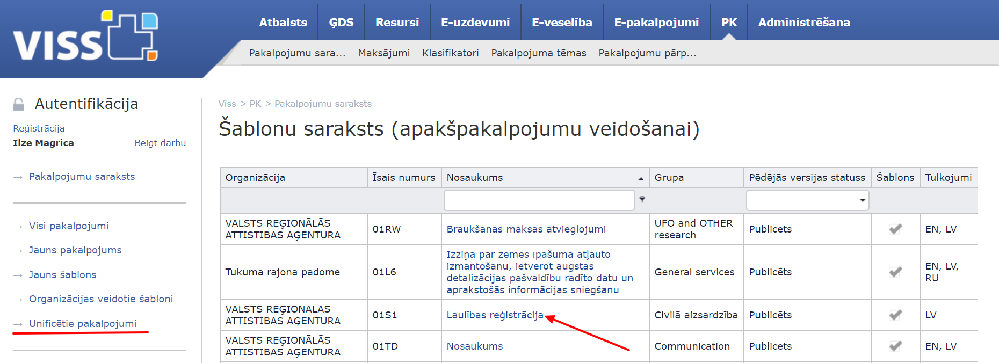 VISS
Atbalsts ĢDS Resursi E-uzdevumi E-veselība E-pakalpojumi PK Administrēšana
Pakalpojumu sara... Maksājumi Klasifikatori Pakalpojuma tēmas Pakalpojumu pārp...
Autentifikācija
Reģistrācija
Ilze Magrica Beigt darbu
Pakalpojumu saraksts
Visi pakalpojumi
Jauns pakalpojums
Jauns šablons
Organizācijas veidotie šabloni
Unificētie pakalpojumi
Viss > PK > Pakalpojumu saraksts
Šablonu saraksts (apakšpakalpojumu veidošanai)
Organizācija Īsais numurs Nosaukums Grupa Pēdējās versijas statuss Šablons Tulkojumi
VALSTS REĢIONĀLĀS
ATTĪSTĪBAS AĢENTŪRA
01RW
Braukšanas maksas atvieglojumi
UFO and OTHER
research
Publicēts
EN, LV
Tukuma rajona padome
01L6
Izziņa par zemes īpašuma atļauto
izmantošanu, ietverot augstas
detalizācijas pašvaldību radīto datu un
aprakstošās informācijas sniegšanu
General services
Publicēts
EN, LV,
RU
VALSTS REĢIONĀLĀS
ATTĪSTĪBAS AĢENTŪRA
01S1
Laulības reģistrācija
Civilā aizsardzība
Publicēts
LV
VALSTS REĢIONĀLĀS
ATTĪSTĪBAS AĢENTŪRA
01TD
Nosaukums
Communication
Publicēts
EN, LV